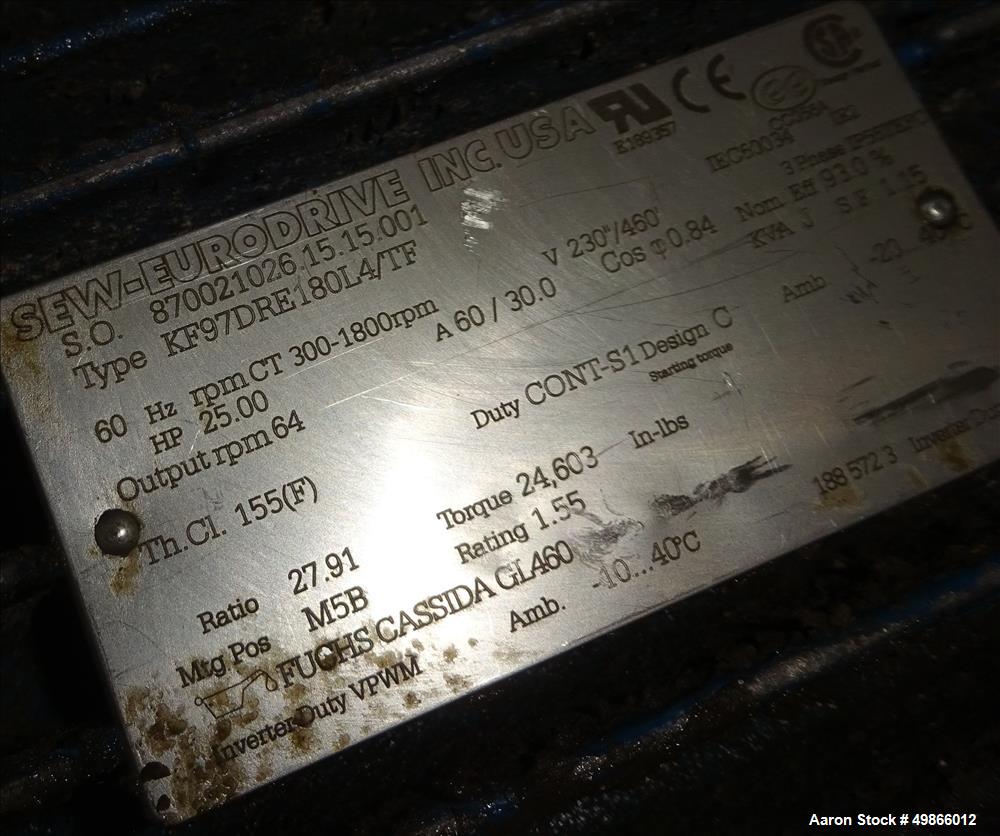 SEW-EURODRIVE INC. USA
E189357
CE
S.O. 870021026.15.15.001
IEC60034
Type KF97DRE180L4/TF
3 Phase
60 Hz rpm CT 300-1800rpm V 230"/460' Nom. Eff 93.0 %
HP 25.00 A 60 / 30.0 Cos φ 0.84 KVA J S.F. 1.15
Output rpm 64 Amb
Duty CONT-S1 Design C
Starting torque
Th.Cl. 155(F)
Torque 24,603 In-lbs
Ratio 27.91 Rating 1.55 188 572 3
Mtg Pos M5B
FUCHS CASSIDA GL460 Amb. -10...40°C
Inverter Duty VPWM
Aaron Stock # 49866012